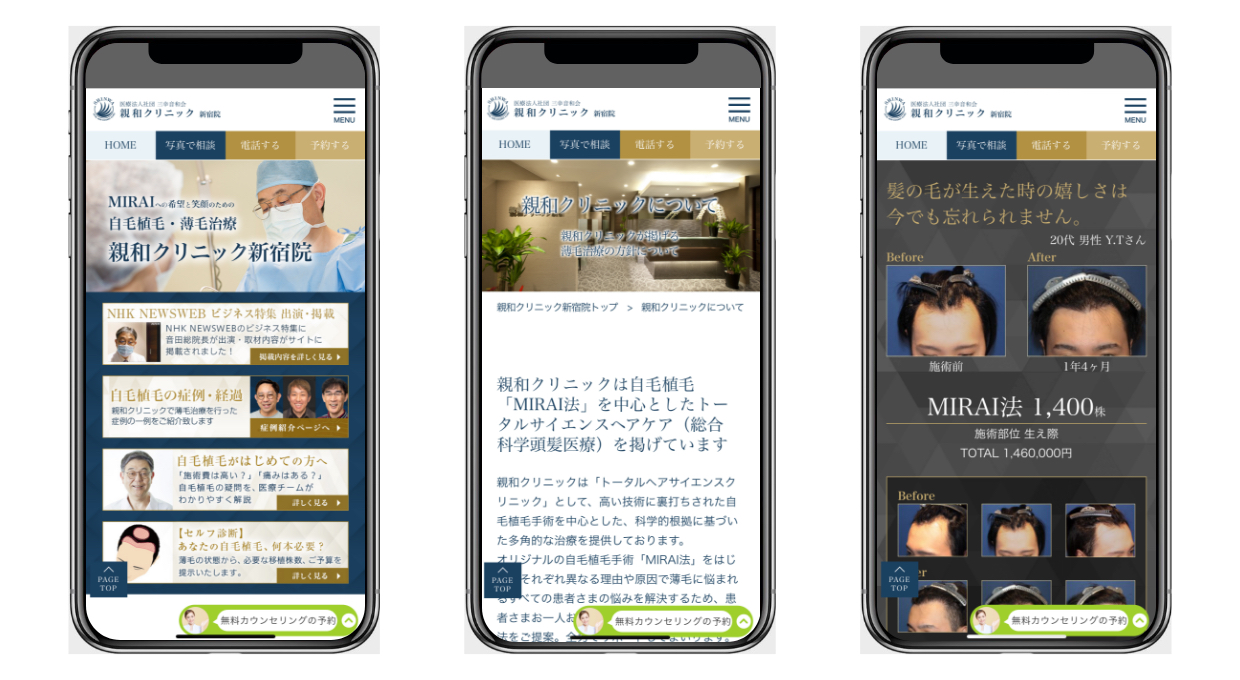 医療法人社団 三幸音和会
親和クリニック 新宿院
MENU
HOME
写真で相談
電話する
予約する
MIRAIへの希望と笑顔のための
自毛植毛・薄毛治療
親和クリニック新宿院
NHK NEWSWEB ビジネス特集 出演・掲載
NHK NEWSWEBのビジネス特集に
音田総院長が出演・取材内容がサイトに
掲載されました!
掲載内容を詳しく見る
自毛植毛の症例・経過
親和クリニックで薄毛治療を行った
症例の一例をご紹介致します
症例紹介ページへ
自毛植毛がはじめての方へ
「施術費は高い?」「痛みはある?」
自毛植毛の疑問を、医療チームが
わかりやすく解説
詳しく見る
【セルフ診断】
あなたの自毛植毛、何本必要?
薄毛の状態から、必要な移植株数、ご予算を
提示いたします。
詳しく見る
PAGE
TOP
無料カウンセリングの予約
親和クリニック 新宿院
MENU
HOME
写真で相談
電話する
予約する
親和クリニックについて
親和クリニックが掲げる
薄毛治療の方針について
親和クリニック新宿院トップ > 親和クリニックについて
親和クリニックは自毛植毛
「MIRAI法」を中心としたトー
タルサイエンスヘアケア(総合
科学頭髪医療)を掲げています
親和クリニックは「トータルヘアサイエンスク
リニック」として、高い技術に裏打ちされた自
毛植毛手術を中心とした、科学的根拠に基づい
た多角的な治療を提供しております。
オリジナルの自毛植毛手術「MIRAI法」をはじ
それぞれ異なる理由や原因で薄毛に悩まれ
るすべての患者さまの悩みを解決するため、患
者さまお一人お
法をご提案。
PAGE
TOP
無料カウンセリングの予約
親和クリニック 新宿院
MENU
HOME
写真で相談
電話する
予約する
髪の毛が生えた時の嬉しさは
今でも忘れられません。
20代 男性 Y.Tさん
Before
After
施術前
1年4ヶ月
MIRAI法 1,400株
施術部位 生え際
TOTAL 1,460,000円
Before
PAGE
TOP
無料カウンセリングの予約